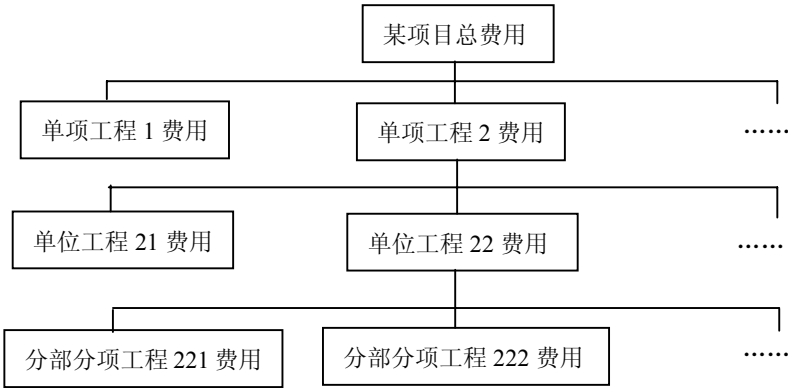 某项目总费用
单项工程 1 费用
单项工程 2 费用
……
单位工程 21 费用
单位工程 22 费用
……
分部分项工程 221 费用
分部分项工程 222 费用
……